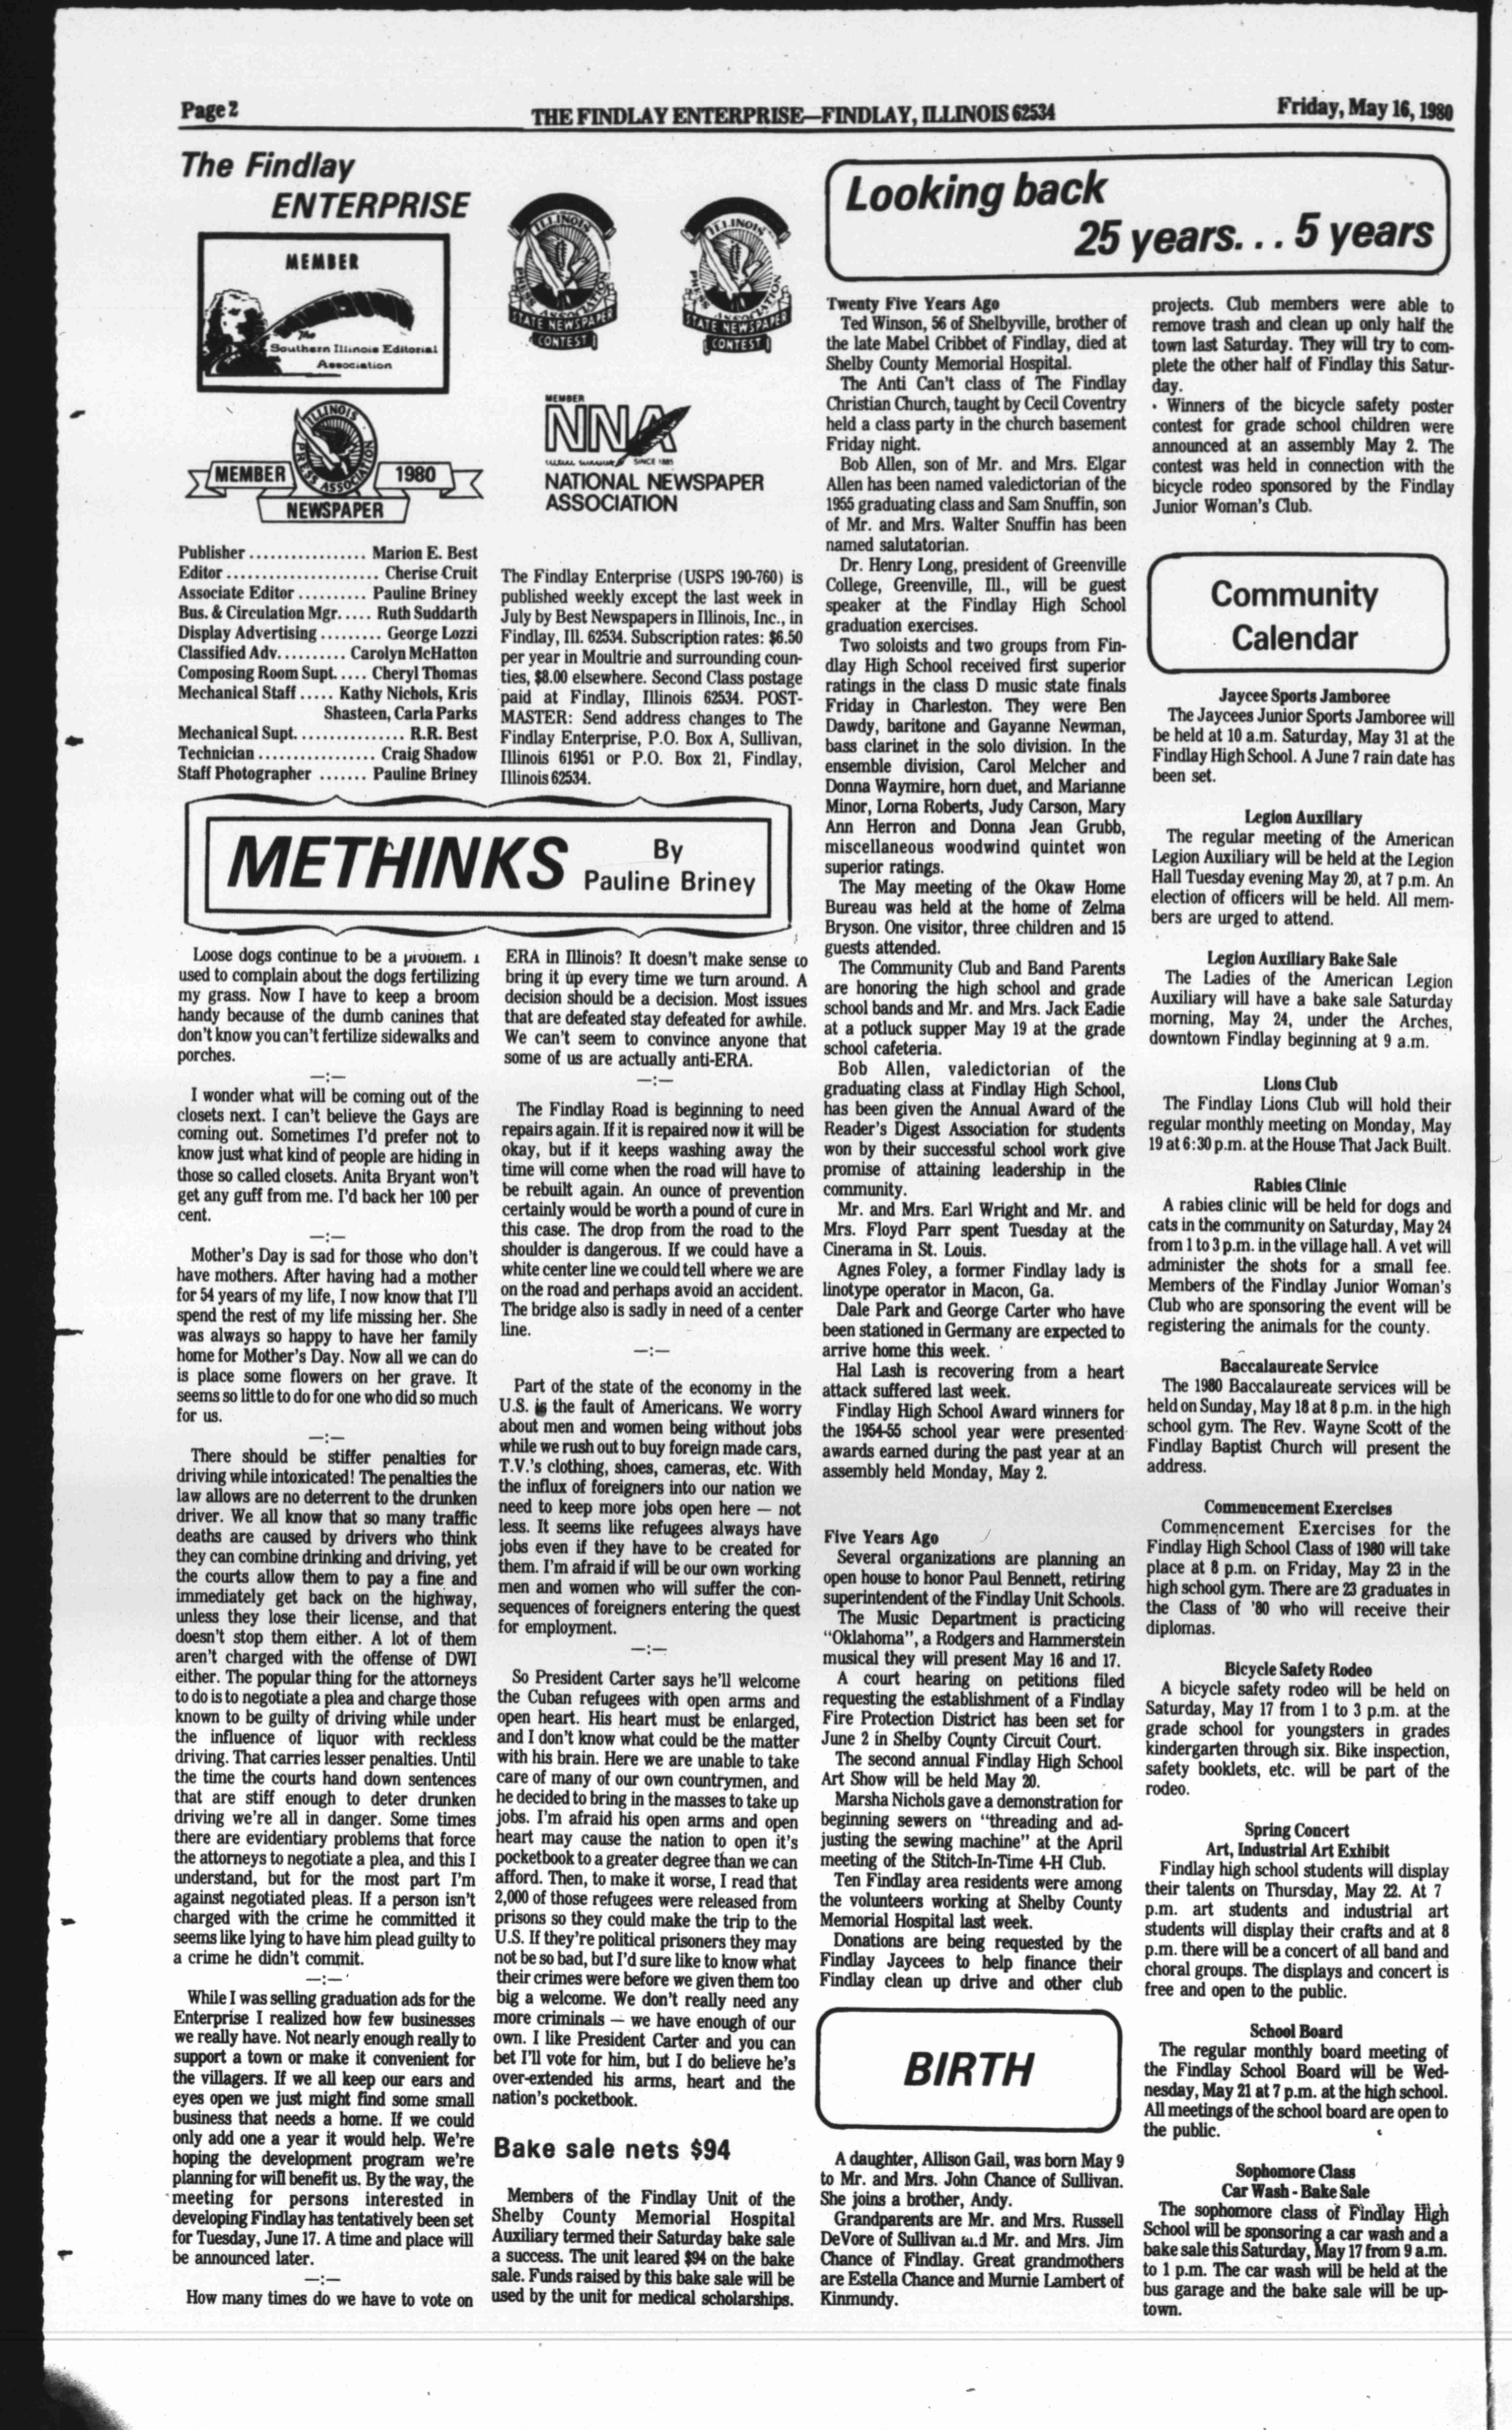 Page 2
THE FINDLAY ENTERPRISE—FINDLAY, ILLINOIS 62534
Friday, May 16, 1980
The Findlay
ENTERPRISE
MEMBER
The
Southern Illinois Editorial
Association
ILLINOIS
PRESS ASSOCIATION
MEMBER
1980
NEWSPAPER
ILLINOIS
PRESS ASSOCIATION
STATE NEWSPAPER
CONTEST
ILLINOIS
PRESS ASSOCIATION
STATE NEWSPAPER
CONTEST
MEMBER
NNA
SINCE 1885
NATIONAL NEWSPAPER
ASSOCIATION
Publisher ................ Marion E. Best
Editor ...................... Cherise Cruit
Associate Editor .......... Pauline Briney
Bus. & Circulation Mgr. .... Ruth Suddarth
Display Advertising ......... George Lozzi
Classified Adv. ......... Carolyn McHatton
Composing Room Supt. .... Cheryl Thomas
Mechanical Staff ..... Kathy Nichols, Kris
Shasteen, Carla Parks
Mechanical Supt. .............. R.R. Best
Technician ................. Craig Shadow
Staff Photographer ....... Pauline Briney
The Findlay Enterprise (USPS 190-760) is
published weekly except the last week in
July by Best Newspapers in Illinois, Inc., in
Findlay, Ill. 62534. Subscription rates: $6.50
per year in Moultrie and surrounding coun-
ties, $8.00 elsewhere. Second Class postage
paid at Findlay, Illinois 62534. POST-
MASTER: Send address changes to The
Findlay Enterprise, P.O. Box A, Sullivan,
Illinois 61951 or P.O. Box 21, Findlay,
Illinois 62534.
METHINKS
By
Pauline Briney
Loose dogs continue to be a problem. I
used to complain about the dogs fertilizing
my grass. Now I have to keep a broom
handy because of the dumb canines that
don't know you can't fertilize sidewalks and
porches.
—:—
I wonder what will be coming out of the
closets next. I can't believe the Gays are
coming out. Sometimes I'd prefer not to
know just what kind of people are hiding in
those so called closets. Anita Bryant won't
get any guff from me. I'd back her 100 per
cent.
—:—
Mother's Day is sad for those who don't
have mothers. After having had a mother
for 54 years of my life, I now know that I'll
spend the rest of my life missing her. She
was always so happy to have her family
home for Mother's Day. Now all we can do
is place some flowers on her grave. It
seems so little to do for one who did so much
for us.
—:—
There should be stiffer penalties for
driving while intoxicated! The penalties the
law allows are no deterrent to the drunken
driver. We all know that so many traffic
deaths are caused by drivers who think
they can combine drinking and driving, yet
the courts allow them to pay a fine and
immediately get back on the highway,
unless they lose their license, and that
doesn't stop them either. A lot of them
aren't charged with the offense of DWI
either. The popular thing for the attorneys
to do is to negotiate a plea and charge those
known to be guilty of driving while under
the influence of liquor with reckless
driving. That carries lesser penalties. Until
the time the courts hand down sentences
that are stiff enough to deter drunken
driving we're all in danger. Some times
there are evidentiary problems that force
the attorneys to negotiate a plea, and this I
understand, but for the most part I'm
against negotiated pleas. If a person isn't
charged with the crime he committed it
seems like lying to have him plead guilty to
a crime he didn't commit.
—:—
While I was selling graduation ads for the
Enterprise I realized how few businesses
we really have. Not nearly enough really to
support a town or make it convenient for
the villagers. If we all keep our ears and
eyes open we just might find some small
business that needs a home. If we could
only add one a year it would help. We're
hoping the development program we're
planning for will benefit us. By the way, the
meeting for persons interested in
developing Findlay has tentatively been set
for Tuesday, June 17. A time and place will
be announced later.
—:—
How many times do we have to vote on
ERA in Illinois? It doesn't make sense to
bring it up every time we turn around. A
decision should be a decision. Most issues
that are defeated stay defeated for awhile.
We can't seem to convince anyone that
some of us are actually anti-ERA.
—:—
The Findlay Road is beginning to need
repairs again. If it is repaired now it will be
okay, but if it keeps washing away the
time will come when the road will have to
be rebuilt again. An ounce of prevention
certainly would be worth a pound of cure in
this case. The drop from the road to the
shoulder is dangerous. If we could have a
white center line we could tell where we are
on the road and perhaps avoid an accident.
The bridge also is sadly in need of a center
line.
—:—
Part of the state of the economy in the
U.S. is the fault of Americans. We worry
about men and women being without jobs
while we rush out to buy foreign made cars,
T.V.'s clothing, shoes, cameras, etc. With
the influx of foreigners into our nation we
need to keep more jobs open here — not
less. It seems like refugees always have
jobs even if they have to be created for
them. I'm afraid if will be our own working
men and women who will suffer the con-
sequences of foreigners entering the quest
for employment.
—:—
So President Carter says he'll welcome
the Cuban refugees with open arms and
open heart. His heart must be enlarged,
and I don't know what could be the matter
with his brain. Here we are unable to take
care of many of our own countrymen, and
he decided to bring in the masses to take up
jobs. I'm afraid his open arms and open
heart may cause the nation to open it's
pocketbook to a greater degree than we can
afford. Then, to make it worse, I read that
2,000 of those refugees were released from
prisons so they could make the trip to the
U.S. If they're political prisoners they may
not be so bad, but I'd sure like to know what
their crimes were before we given them too
big a welcome. We don't really need any
more criminals — we have enough of our
own. I like President Carter and you can
bet I'll vote for him, but I do believe he's
over-extended his arms, heart and the
nation's pocketbook.
Bake sale nets $94
Members of the Findlay Unit of the
Shelby County Memorial Hospital
Auxiliary termed their Saturday bake sale
a success. The unit leared $94 on the bake
sale. Funds raised by this bake sale will be
used by the unit for medical scholarships.
Looking back
25 years. . . 5 years
Twenty Five Years Ago
Ted Winson, 56 of Shelbyville, brother of
the late Mabel Cribbet of Findlay, died at
Shelby County Memorial Hospital.
The Anti Can't class of The Findlay
Christian Church, taught by Cecil Coventry
held a class party in the church basement
Friday night.
Bob Allen, son of Mr. and Mrs. Elgar
Allen has been named valedictorian of the
1955 graduating class and Sam Snuffin, son
of Mr. and Mrs. Walter Snuffin has been
named salutatorian.
Dr. Henry Long, president of Greenville
College, Greenville, Ill., will be guest
speaker at the Findlay High School
graduation exercises.
Two soloists and two groups from Fin-
dlay High School received first superior
ratings in the class D music state finals
Friday in Charleston. They were Ben
Dawdy, baritone and Gayanne Newman,
bass clarinet in the solo division. In the
ensemble division, Carol Melcher and
Donna Waymire, horn duet, and Marianne
Minor, Lorna Roberts, Judy Carson, Mary
Ann Herron and Donna Jean Grubb,
miscellaneous woodwind quintet won
superior ratings.
The May meeting of the Okaw Home
Bureau was held at the home of Zelma
Bryson. One visitor, three children and 15
guests attended.
The Community Club and Band Parents
are honoring the high school and grade
school bands and Mr. and Mrs. Jack Eadie
at a potluck supper May 19 at the grade
school cafeteria.
Bob Allen, valedictorian of the
graduating class at Findlay High School,
has been given the Annual Award of the
Reader's Digest Association for students
won by their successful school work give
promise of attaining leadership in the
community.
Mr. and Mrs. Earl Wright and Mr. and
Mrs. Floyd Parr spent Tuesday at the
Cinerama in St. Louis.
Agnes Foley, a former Findlay lady is
linotype operator in Macon, Ga.
Dale Park and George Carter who have
been stationed in Germany are expected to
arrive home this week.
Hal Lash is recovering from a heart
attack suffered last week.
Findlay High School Award winners for
the 1954-55 school year were presented
awards earned during the past year at an
assembly held Monday, May 2.
Five Years Ago
Several organizations are planning an
open house to honor Paul Bennett, retiring
superintendent of the Findlay Unit Schools.
The Music Department is practicing
"Oklahoma", a Rodgers and Hammerstein
musical they will present May 16 and 17.
A court hearing on petitions filed
requesting the establishment of a Findlay
Fire Protection District has been set for
June 2 in Shelby County Circuit Court.
The second annual Findlay High School
Art Show will be held May 20.
Marsha Nichols gave a demonstration for
beginning sewers on "threading and ad-
justing the sewing machine" at the April
meeting of the Stitch-In-Time 4-H Club.
Ten Findlay area residents were among
the volunteers working at Shelby County
Memorial Hospital last week.
Donations are being requested by the
Findlay Jaycees to help finance their
Findlay clean up drive and other club
projects. Club members were able to
remove trash and clean up only half the
town last Saturday. They will try to com-
plete the other half of Findlay this Satur-
day.
Winners of the bicycle safety poster
contest for grade school children were
announced at an assembly May 2. The
contest was held in connection with the
bicycle rodeo sponsored by the Findlay
Junior Woman's Club.
BIRTH
A daughter, Allison Gail, was born May 9
to Mr. and Mrs. John Chance of Sullivan.
She joins a brother, Andy.
Grandparents are Mr. and Mrs. Russell
DeVore of Sullivan and Mr. and Mrs. Jim
Chance of Findlay. Great grandmothers
are Estella Chance and Murnie Lambert of
Kinmundy.
Community
Calendar
Jaycee Sports Jamboree
The Jaycees Junior Sports Jamboree will
be held at 10 a.m. Saturday, May 31 at the
Findlay High School. A June 7 rain date has
been set.
Legion Auxiliary
The regular meeting of the American
Legion Auxiliary will be held at the Legion
Hall Tuesday evening May 20, at 7 p.m. An
election of officers will be held. All mem-
bers are urged to attend.
Legion Auxiliary Bake Sale
The Ladies of the American Legion
Auxiliary will have a bake sale Saturday
morning, May 24, under the Arches,
downtown Findlay beginning at 9 a.m.
Lions Club
The Findlay Lions Club will hold their
regular monthly meeting on Monday, May
19 at 6:30 p.m. at the House That Jack Built.
Rabies Clinic
A rabies clinic will be held for dogs and
cats in the community on Saturday, May 24
from 1 to 3 p.m. in the village hall. A vet will
administer the shots for a small fee.
Members of the Findlay Junior Woman's
Club who are sponsoring the event will be
registering the animals for the county.
Baccalaureate Service
The 1980 Baccalaureate services will be
held on Sunday, May 18 at 8 p.m. in the high
school gym. The Rev. Wayne Scott of the
Findlay Baptist Church will present the
address.
Commencement Exercises
Commencement Exercises for the
Findlay High School Class of 1980 will take
place at 8 p.m. on Friday, May 23 in the
high school gym. There are 23 graduates in
the Class of '80 who will receive their
diplomas.
Bicycle Safety Rodeo
A bicycle safety rodeo will be held on
Saturday, May 17 from 1 to 3 p.m. at the
grade school for youngsters in grades
kindergarten through six. Bike inspection,
safety booklets, etc. will be part of the
rodeo.
Spring Concert
Art, Industrial Art Exhibit
Findlay high school students will display
their talents on Thursday, May 22. At 7
p.m. art students and industrial art
students will display their crafts and at 8
p.m. there will be a concert of all band and
choral groups. The displays and concert is
free and open to the public.
School Board
The regular monthly board meeting of
the Findlay School Board will be Wed-
nesday, May 21 at 7 p.m. at the high school.
All meetings of the school board are open to
the public.
Sophomore Class
Car Wash - Bake Sale
The sophomore class of Findlay High
School will be sponsoring a car wash and a
bake sale this Saturday, May 17 from 9 a.m.
to 1 p.m. The car wash will be held at the
bus garage and the bake sale will be up-
town.